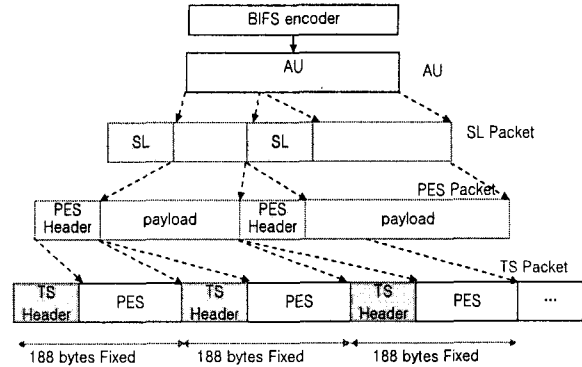 BIFS encoder
AU
AU
SL
SL
SL Packet
PES Packet
PES
Header
payload
PES
Header
payload
TS Packet
TS
Header
PES
TS
Header
PES
TS
Header
PES
...
188 bytes Fixed
188 bytes Fixed
188 bytes Fixed